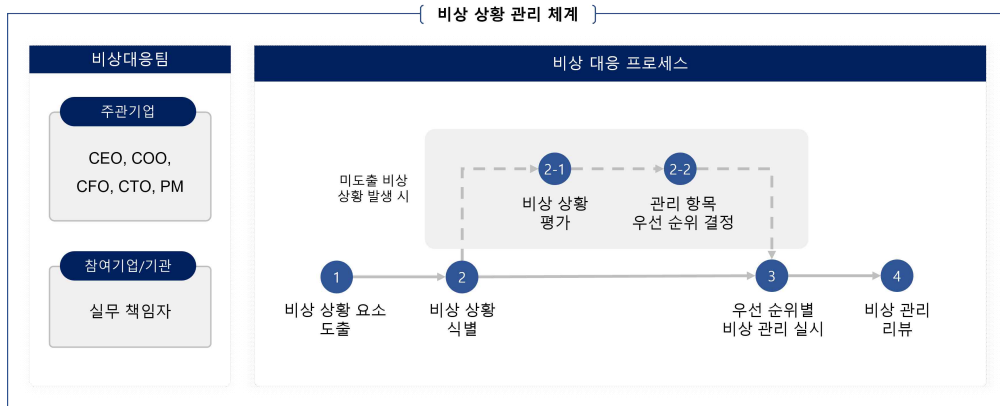 비상 상황 관리 체계
비상대응팀
주관기업
CEO, COO,
CFO, CTO, PM
참여기업/기관
실무 책임자
비상 대응 프로세스
미도출 비상
상황 발생 시
2-1
비상 상황
평가
2-2
관리 항목
우선 순위 결정
1
비상 상황 요소
도출
2
비상 상황
식별
3
우선 순위별
비상 관리 실시
4
비상 관리
리뷰